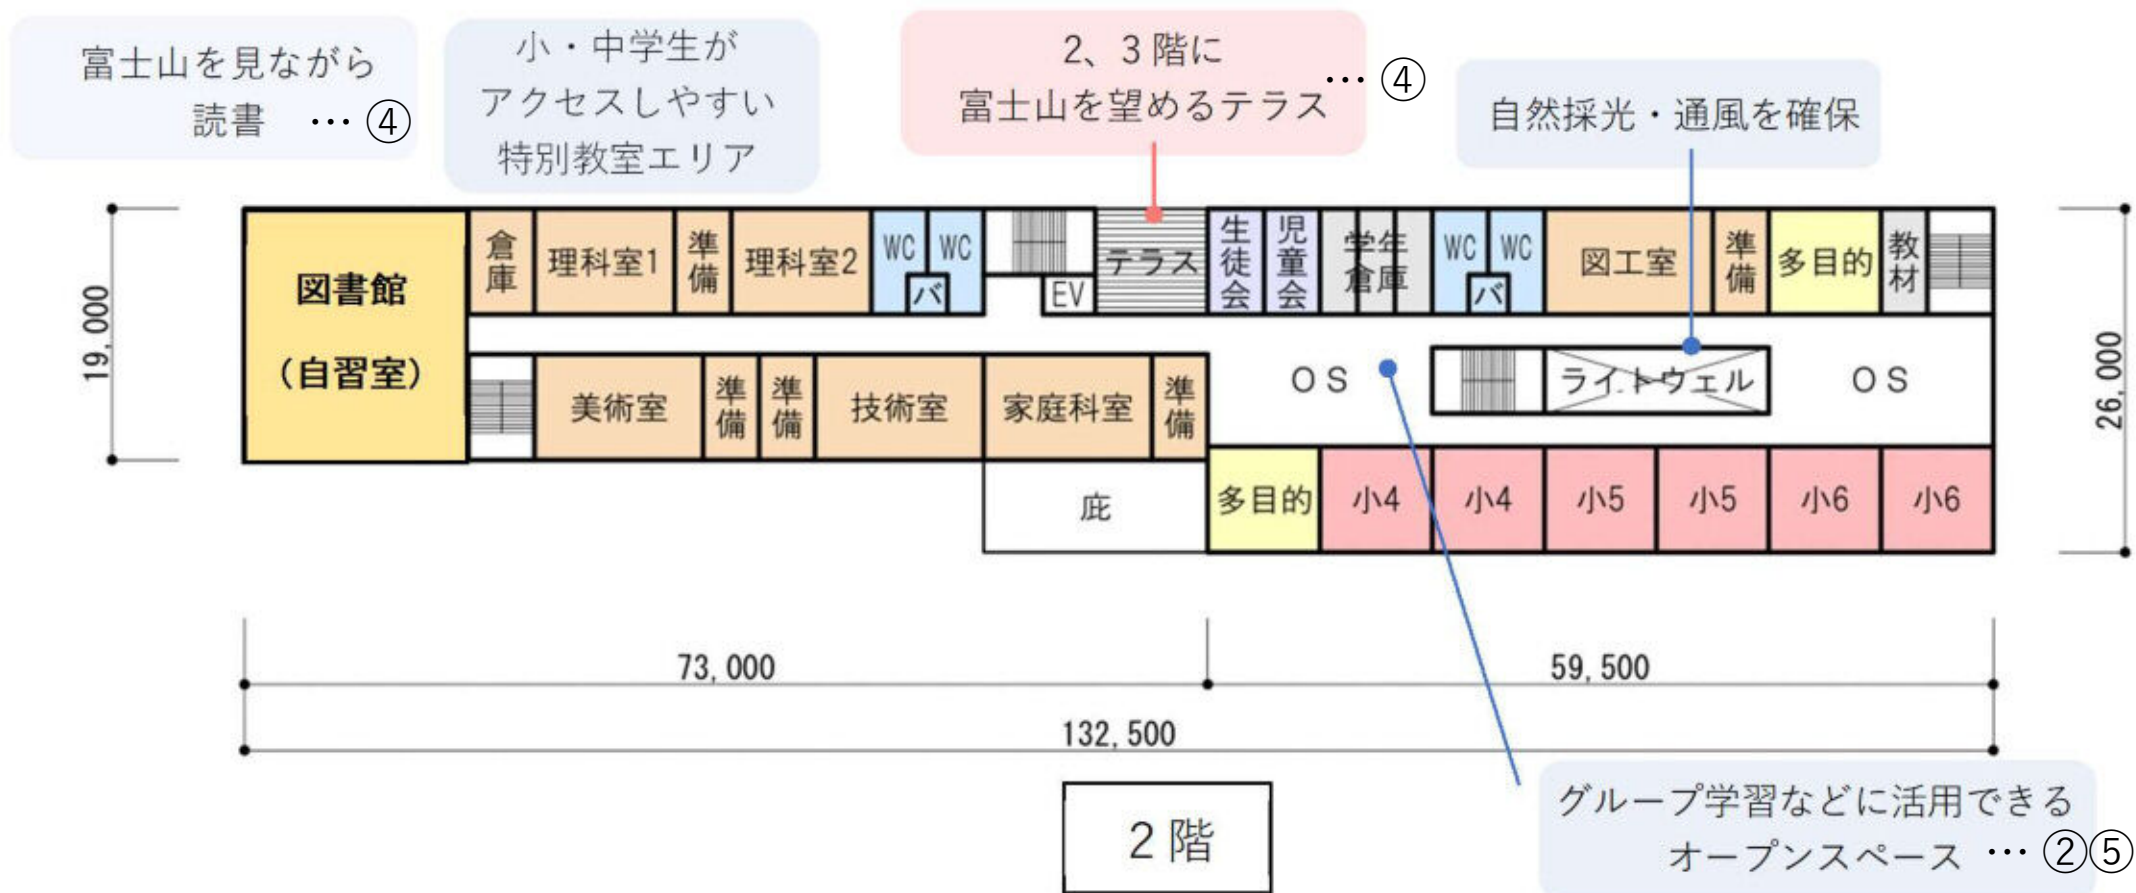 富士山を見ながら
読書 … ④
小・中学生が
アクセスしやすい
特別教室エリア
2、3 階に
富士山を望めるテラス
… ④
自然採光・通風を確保
図書館
（自習室）
倉庫
理科室1
準備
理科室2
WC
WC
バ
EV
テラス
生徒会
児童会
学年
倉庫
WC
WC
バ
図工室
準備
多目的
教材
美術室
準備
準備
技術室
家庭科室
準備
ＯＳ
ライトウェル
ＯＳ
庇
多目的
小4
小4
小5
小5
小6
小6
19,000
26,000
73,000
59,500
132,500
2 階
グループ学習などに活用できる
オープンスペース … ②⑤